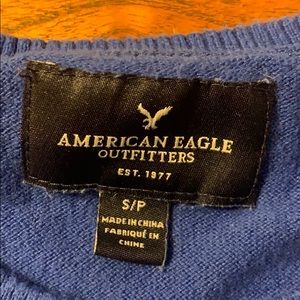 AMERICAN EAGLE
OUTFITTERS
EST. 1977
S/P
MADE IN CHINA
FABRIQUÉ EN
CHINE